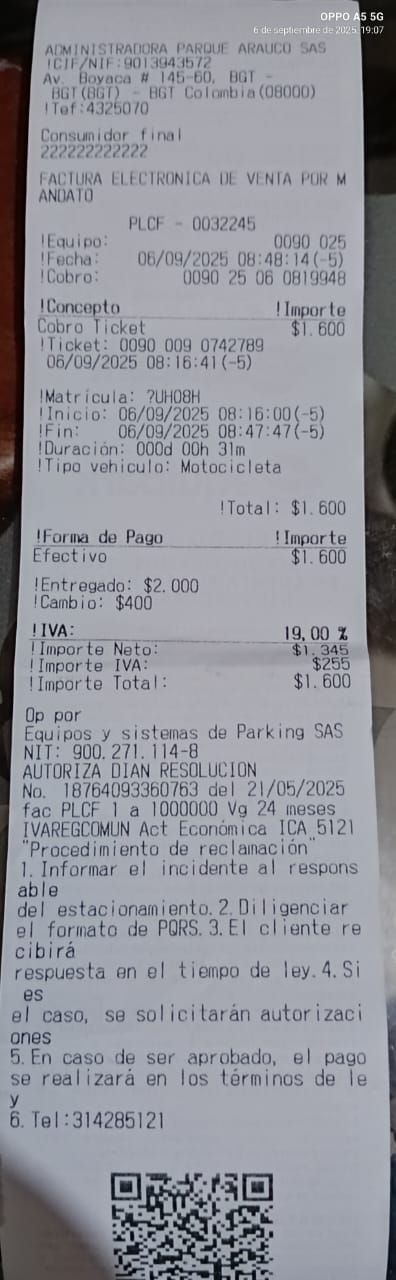 OPPO A5 5G
6 de septiembre de 2025, 19:07
ADMINISTRADORA PARQUE ARAUCO SAS
!CIF/NIF:9013943572
Av. Boyaca # 145-60, BGT -
BGT(BGT) - BGT Colombia(08000)
!Tef:4325070
Consumidor final
222222222222
FACTURA ELECTRONICA DE VENTA POR M
ANDATO
PLCF - 0032245
!Equipo: 0090 025
!Fecha: 06/09/2025 08:48:14(-5)
!Cobro: 0090 25 06 0819948
!Concepto !Importe
Cobro Ticket $1.600
!Ticket: 0090 009 0742789
06/09/2025 08:16:41(-5)
!Matrícula: ?UH08H
!Inicio: 06/09/2025 08:16:00(-5)
!Fin: 06/09/2025 08:47:47(-5)
!Duración: 000d 00h 31m
!Tipo vehículo: Motocicleta
!Total: $1.600
!Forma de Pago !Importe
Efectivo $1.600
!Entregado: $2.000
!Cambio: $400
!IVA: 19,00 %
!Importe Neto: $1.345
!Importe IVA: $255
!Importe Total: $1.600
Op por
Equipos y sistemas de Parking SAS
NIT: 900.271.114-8
AUTORIZA DIAN RESOLUCION
No. 18764093360763 del 21/05/2025
fac PLCF 1 a 1000000 Vg 24 meses
IVAREGCOMUN Act Económica ICA 5121
"Procedimiento de reclamación"
1. Informar el incidente al respons
able
del estacionamiento. 2. Diligenciar
el formato de PQRS. 3. El cliente re
cibirá
respuesta en el tiempo de ley. 4. Si
es
el caso, se solicitarán autorizaci
ones
5. En caso de ser aprobado, el pago
se realizará en los términos de le
y
6. Tel:314285121